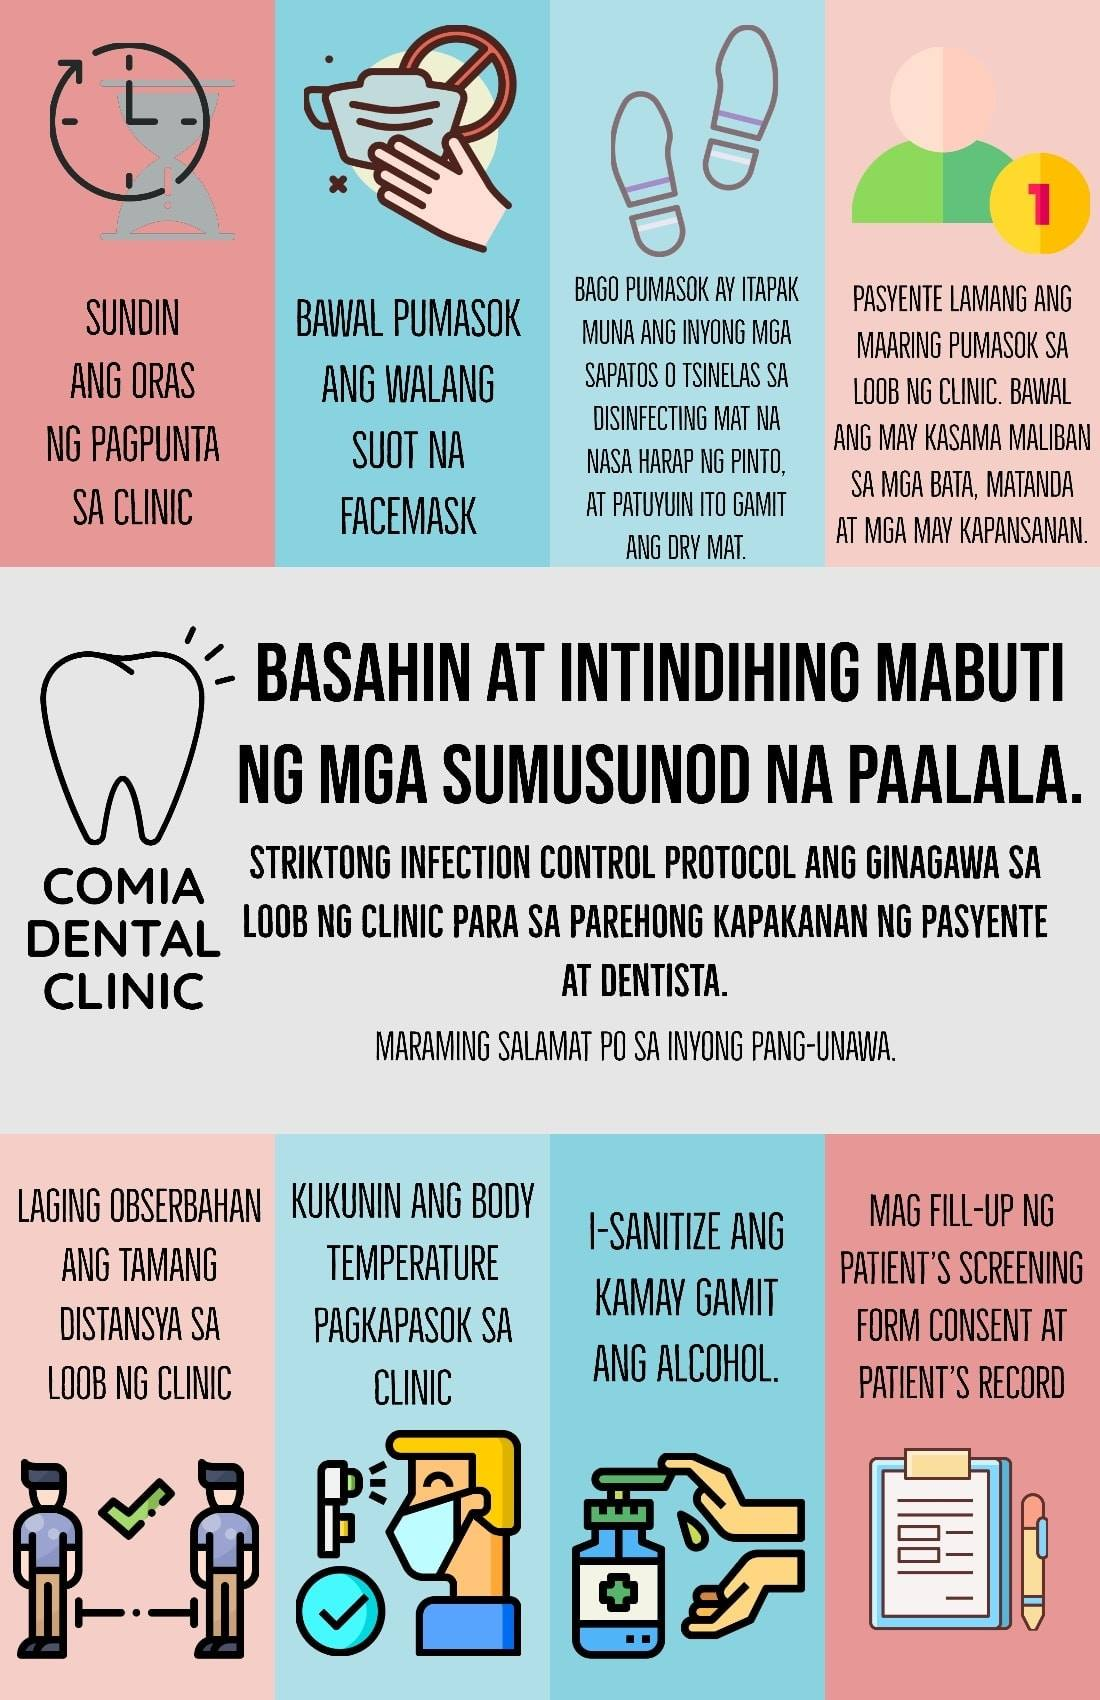 SUNDIN
ANG ORAS
NG PAGPUNTA
SA CLINIC
BAWAL PUMASOK
ANG WALANG
SUOT NA
FACEMASK
BAGO PUMASOK AY ITAPAK
MUNA ANG INYONG MGA
SAPATOS O TSINELAS SA
DISINFECTING MAT NA
NASA HARAP NG PINTO,
AT PATUYUIN ITO GAMIT
ANG DRY MAT.
1
PASYENTE LAMANG ANG
MAARING PUMASOK SA
LOOB NG CLINIC. BAWAL
ANG MAY KASAMA MALIBAN
SA MGA BATA, MATANDA
AT MGA MAY KAPANSANAN.
COMIA
DENTAL
CLINIC
BASAHIN AT INTINDIHING MABUTI
NG MGA SUMUSUNOD NA PAALALA.
STRIKTONG INFECTION CONTROL PROTOCOL ANG GINAGAWA SA
LOOB NG CLINIC PARA SA PAREHONG KAPAKANAN NG PASYENTE
AT DENTISTA.
MARAMING SALAMAT PO SA INYONG PANG-UNAWA.
LAGING OBSERBAHAN
ANG TAMANG
DISTANSYA SA
LOOB NG CLINIC
KUKUNIN ANG BODY
TEMPERATURE
PAGKAPASOK SA
CLINIC
I-SANITIZE ANG
KAMAY GAMIT
ANG ALCOHOL.
MAG FILL-UP NG
PATIENT'S SCREENING
FORM CONSENT AT
PATIENT'S RECORD